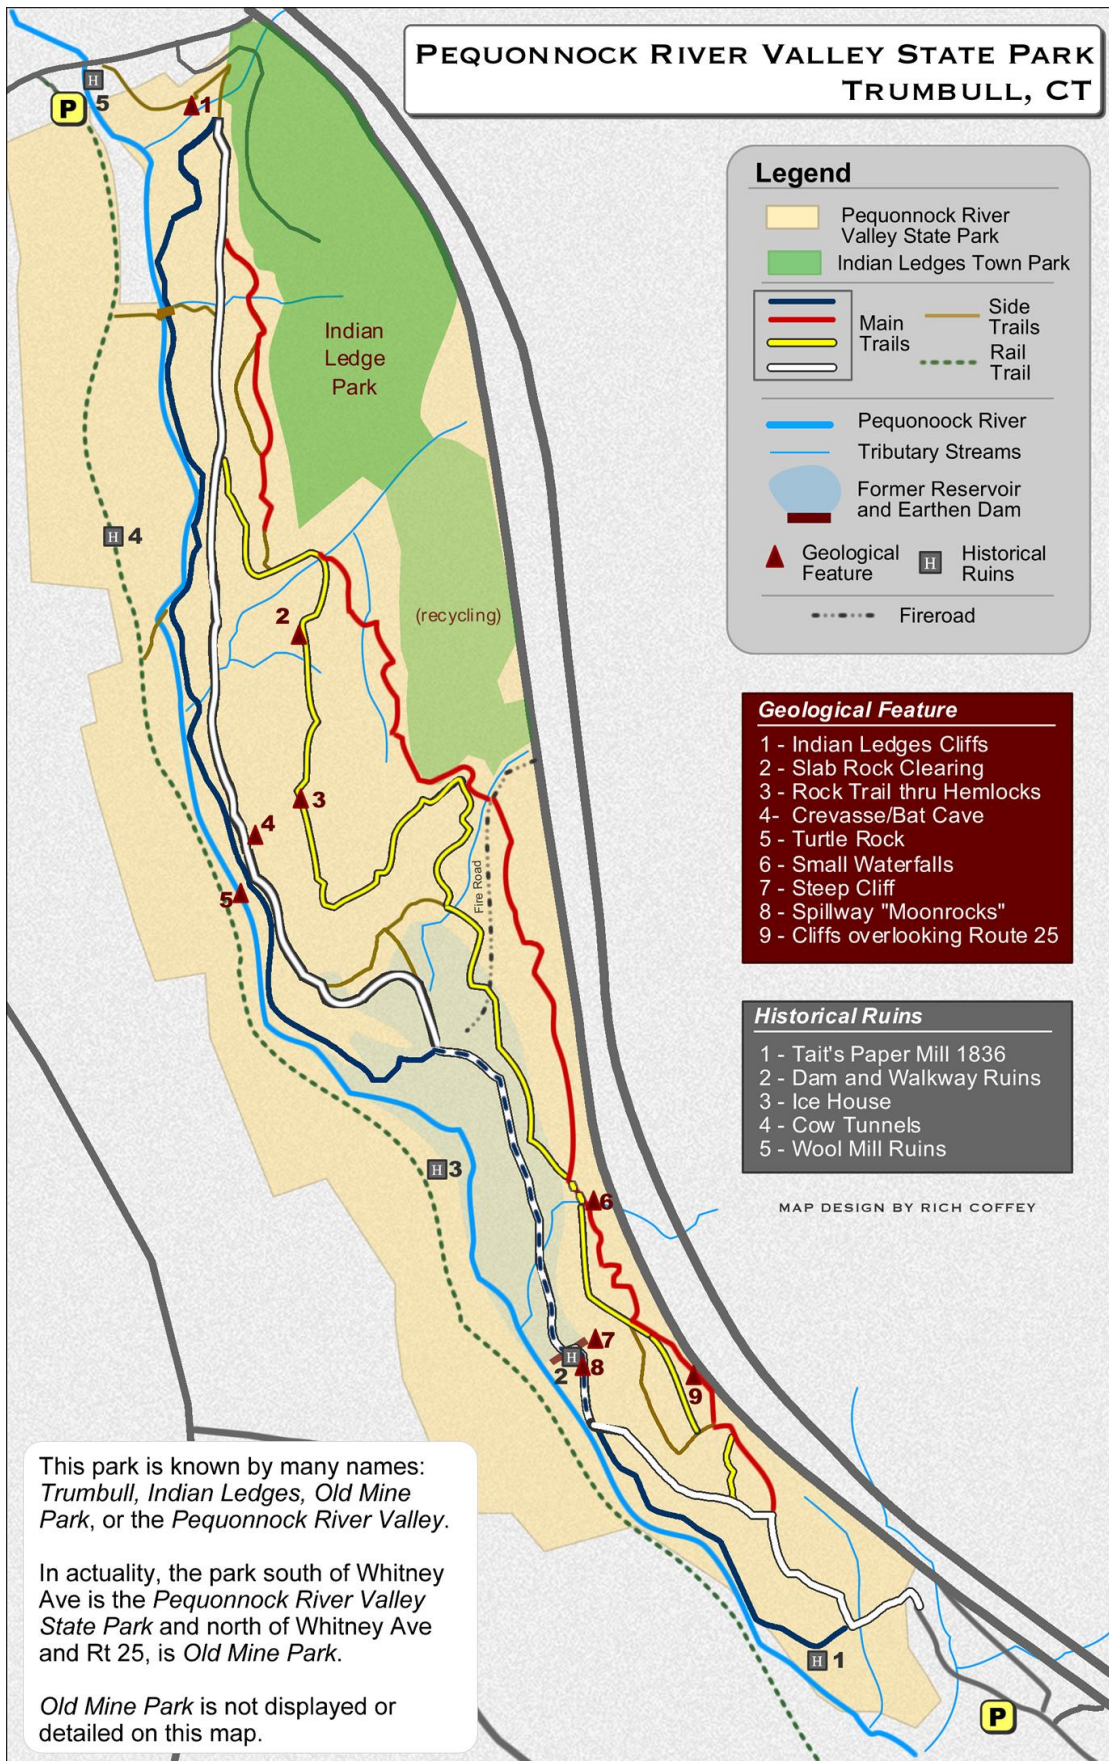 PEQUONNOCK RIVER VALLEY STATE PARK
TRUMBULL, CT
Legend
Pequonnock River
Valley State Park
Indian Ledges Town Park
Main
Trails
Side
Trails
Rail
Trail
Pequonoock River
Tributary Streams
Former Reservoir
and Earthen Dam
Geological
Feature
H
Historical
Ruins
Fireroad
Geological Feature
1 - Indian Ledges Cliffs
2 - Slab Rock Clearing
3 - Rock Trail thru Hemlocks
4- Crevasse/Bat Cave
5 - Turtle Rock
6 - Small Waterfalls
7 - Steep Cliff
8 - Spillway "Moonrocks"
9 - Cliffs overlooking Route 25
Historical Ruins
1 - Tait's Paper Mill 1836
2 - Dam and Walkway Ruins
3 - Ice House
4 - Cow Tunnels
5 - Wool Mill Ruins
MAP DESIGN BY RICH COFFEY
H
5
P
1
Indian
Ledge
Park
H 4
2
(recycling)
3
4
5
Fire Road
H 3
6
7
H
2
8
9
H 1
P
This park is known by many names:
Trumbull, Indian Ledges, Old Mine
Park, or the Pequonnock River Valley.
In actuality, the park south of Whitney
Ave is the Pequonnock River Valley
State Park and north of Whitney Ave
and Rt 25, is Old Mine Park.
Old Mine Park is not displayed or
detailed on this map.